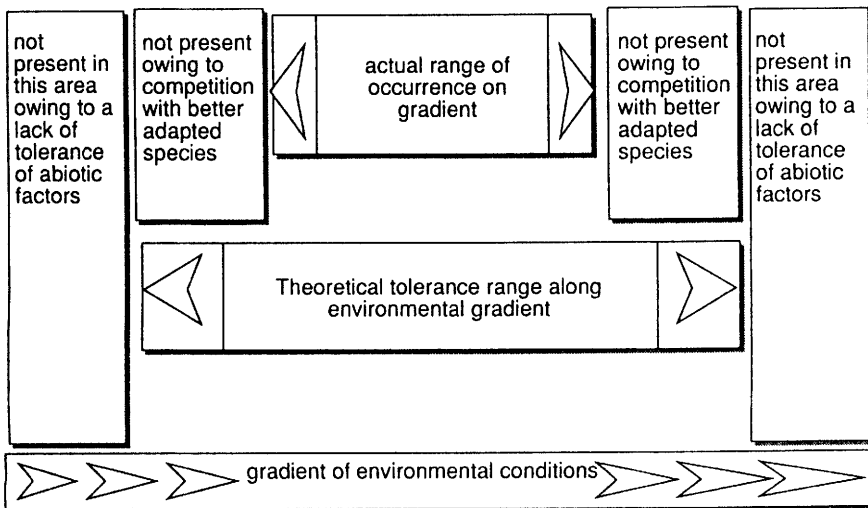 not
present in
this area
owing to a
lack of
tolerance
of abiotic
factors
not present
owing to
competition
with better
adapted
species
actual range of
occurrence on
gradient
not present
owing to
competition
with better
adapted
species
not
present in
this area
owing to a
lack of
tolerance
of abiotic
factors
Theoretical tolerance range along
environmental gradient
gradient of environmental conditions